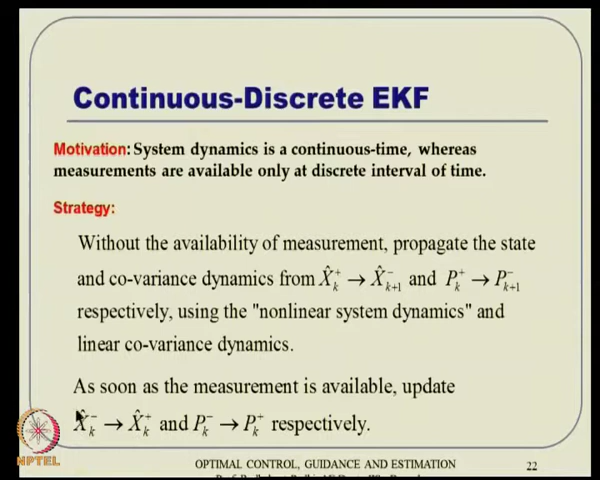 Continuous-Discrete EKF
Motivation: System dynamics is a continuous-time, whereas
measurements are available only at discrete interval of time.
Strategy:
Without the availability of measurement, propagate the state
and co-variance dynamics from X̂ₖ⁺ → X̂ₖ₊₁⁻ and Pₖ⁺ → Pₖ₊₁⁻
respectively, using the "nonlinear system dynamics" and
linear co-variance dynamics.
As soon as the measurement is available, update
X̂ₖ⁻ → X̂ₖ⁺ and Pₖ⁻ → Pₖ⁺ respectively.
NPTEL
OPTIMAL CONTROL, GUIDANCE AND ESTIMATION
22